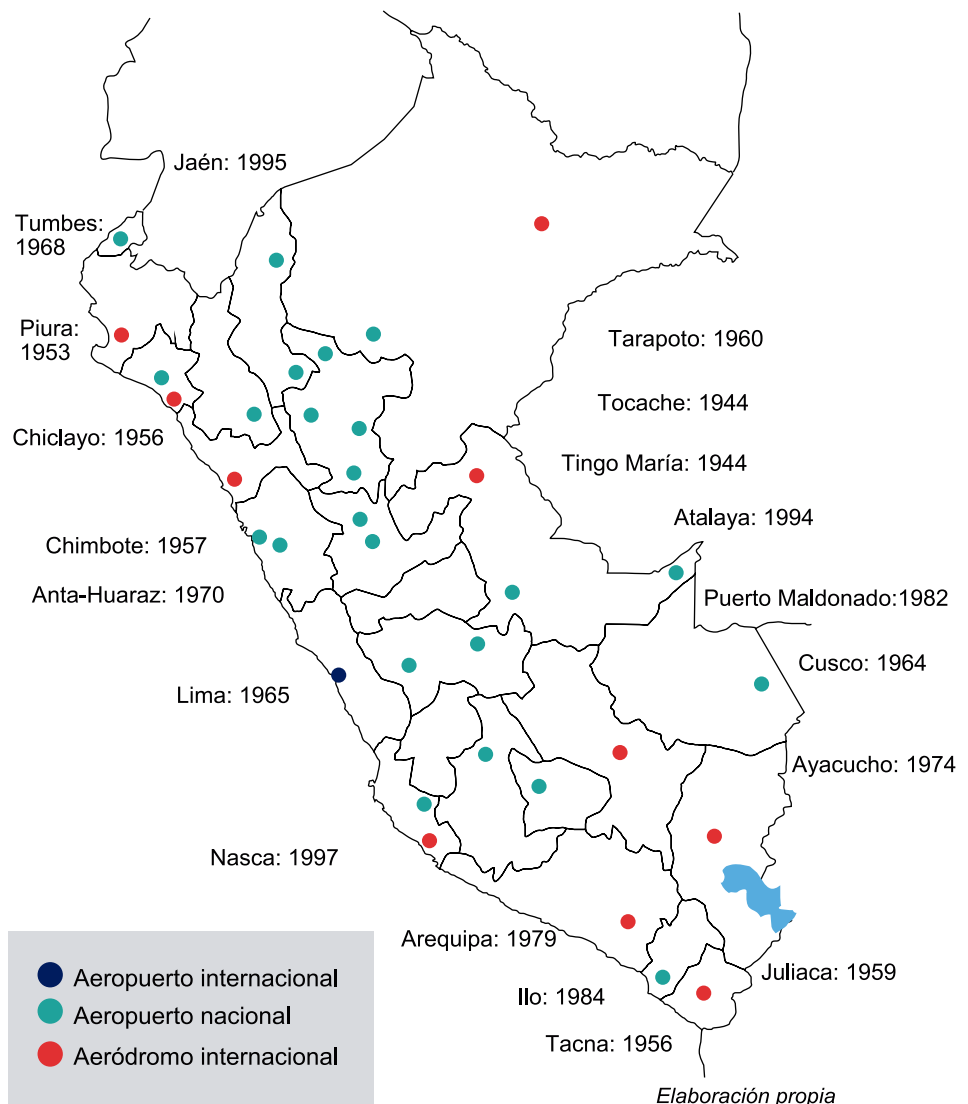 Jaén: 1995
Tumbes:
1968
Piura:
1953
Tarapoto: 1960
Tocache: 1944
Chiclayo: 1956
Tingo María: 1944
Atalaya: 1994
Chimbote: 1957
Anta-Huaraz: 1970
Puerto Maldonado:1982
Cusco: 1964
Lima: 1965
Ayacucho: 1974
Nasca: 1997
Arequipa: 1979
Juliaca: 1959
Ilo: 1984
Tacna: 1956
Aeropuerto internacional
Aeropuerto nacional
Aeródromo internacional
Elaboración propia